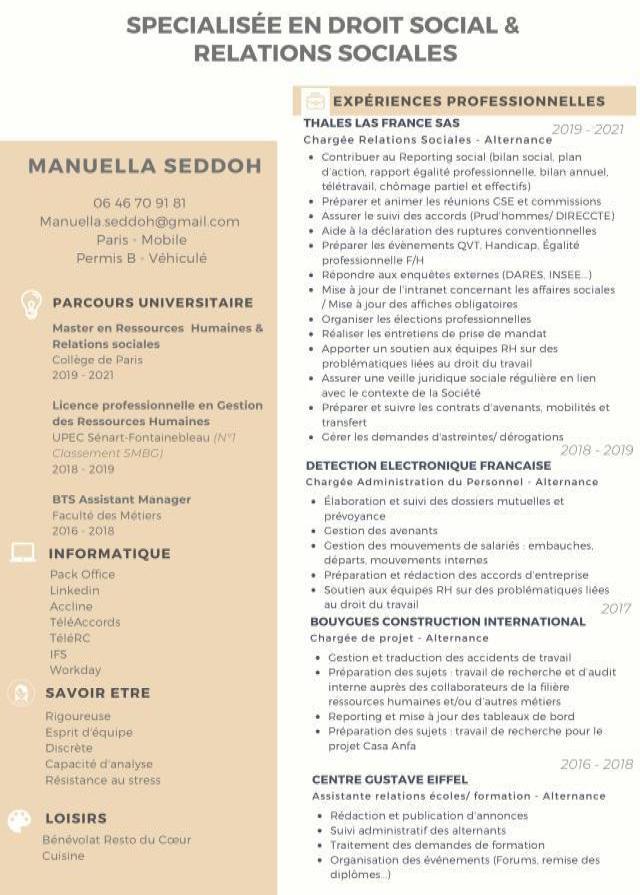 SPECIALISÉE EN DROIT SOCIAL &
RELATIONS SOCIALES
MANUELLA SEDDOH
06 46 70 91 81
Manuella.seddoh@gmail.com
Paris - Mobile
Permis B - Véhiculé
PARCOURS UNIVERSITAIRE
Master en Ressources Humaines &
Relations sociales
Collège de Paris
2019 - 2021
Licence professionnelle en Gestion
des Ressources Humaines
UPEC Sénart-Fontainebleau (N°1
Classement SMBG)
2018 - 2019
BTS Assistant Manager
Faculté des Métiers
2016 - 2018
INFORMATIQUE
Pack Office
Linkedin
Accline
TéléAccords
TéléRC
IFS
Workday
SAVOIR ETRE
Rigoureuse
Esprit d'équipe
Discrète
Capacité d'analyse
Résistance au stress
LOISIRS
Bénévolat Resto du Cœur
Cuisine
EXPÉRIENCES PROFESSIONNELLES
THALES LAS FRANCE SAS
2019 - 2021
Chargée Relations Sociales - Alternance
• Contribuer au Reporting social (bilan social, plan
d'action, rapport égalité professionnelle, bilan annuel,
télétravail, chômage partiel et effectifs)
• Préparer et animer les réunions CSE et commissions
• Assurer le suivi des accords (Prud'hommes/ DIRECCTE)
• Aide à la déclaration des ruptures conventionnelles
• Préparer les évènements QVT, Handicap, Égalité
professionnelle F/H
• Répondre aux enquêtes externes (DARES, INSEE...)
• Mise à jour de l'intranet concernant les affaires sociales
/ Mise à jour des affiches obligatoires
• Organiser les élections professionnelles
• Réaliser les entretiens de prise de mandat
• Apporter un soutien aux équipes RH sur des
problématiques liées au droit du travail
• Assurer une veille juridique sociale régulière en lien
avec le contexte de la Société
• Préparer et suivre les contrats d'avenants, mobilités et
transfert
• Gérer les demandes d'astreintes/ dérogations
2018 - 2019
DETECTION ELECTRONIQUE FRANCAISE
Chargée Administration du Personnel - Alternance
• Élaboration et suivi des dossiers mutuelles et
prévoyance
• Gestion des avenants
• Gestion des mouvements de salariés : embauches,
départs, mouvements internes
• Préparation et rédaction des accords d'entreprise
• Soutien aux équipes RH sur des problématiques liées
au droit du travail
2017
BOUYGUES CONSTRUCTION INTERNATIONAL
Chargée de projet - Alternance
• Gestion et traduction des accidents de travail
• Préparation des sujets : travail de recherche et d'audit
interne auprès des collaborateurs de la filière
ressources humaines et/ou d'autres métiers
• Reporting et mise à jour des tableaux de bord
• Préparation des sujets : travail de recherche pour le
projet Casa Anfa
2016 - 2018
CENTRE GUSTAVE EIFFEL
Assistante relations écoles/ formation - Alternance
• Rédaction et publication d'annonces
• Suivi administratif des alternants
• Traitement des demandes de formation
• Organisation des événements (Forums, remise des
diplômes...)